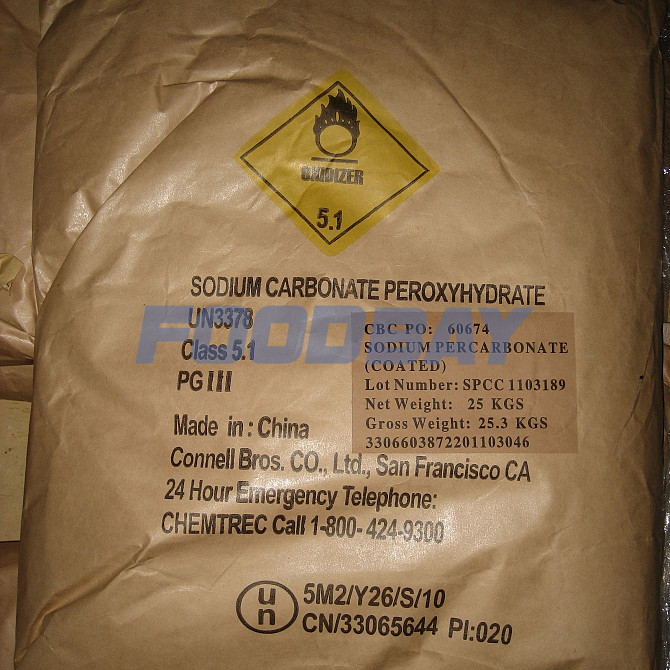 OXIDIZER
5.1
SODIUM CARBONATE PEROXYHYDRATE
UN3378
FOODBAY
Class 5.1
PG III
CBC PO: 60674
SODIUM PERCARBONATE
(COATED)
Lot Number: SPCC 1103189
Net Weight: 25 KGS
Gross Weight: 25.3 KGS
3306603872201103046
Made in : China
Connell Bros. CO., Ltd., San Francisco CA
24 Hour Emergency Telephone:
CHEMTREC Call 1-800-424-9300
un
5M2/Y26/S/10
CN/33065644 PI:020